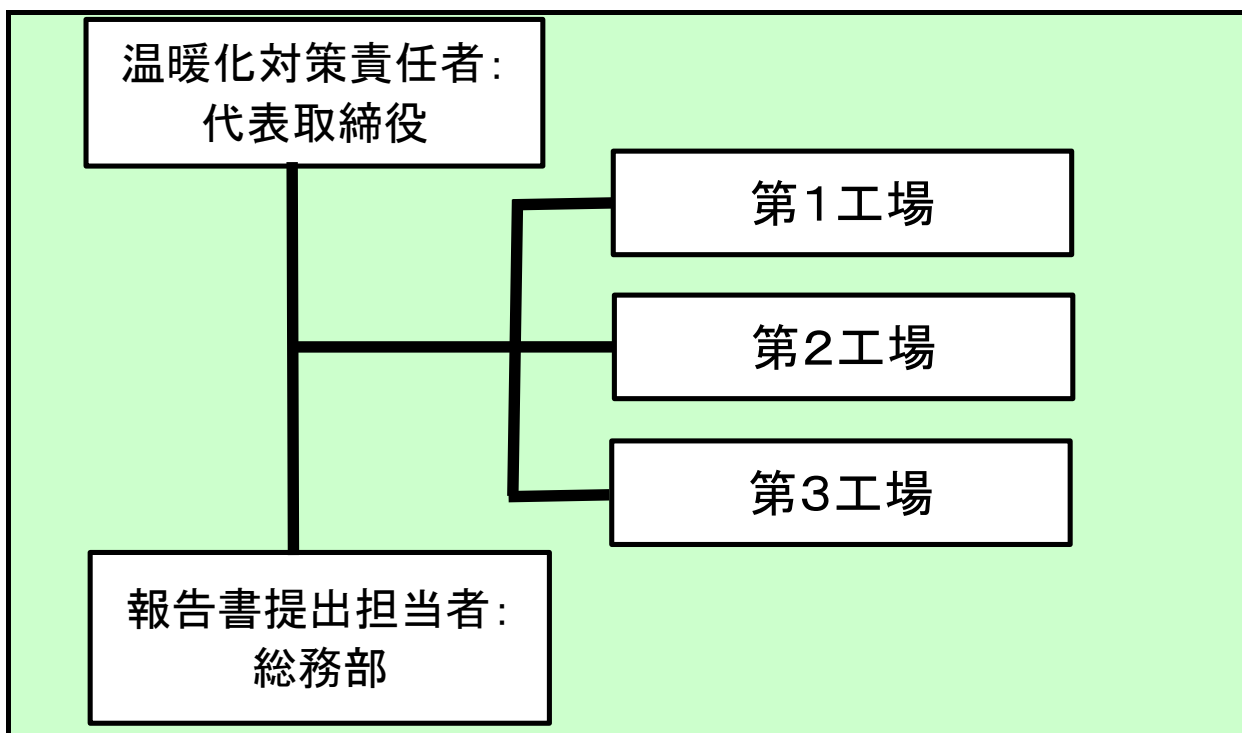 温暖化対策責任者：
代表取締役
第１工場
第２工場
第３工場
報告書提出担当者：
総務部